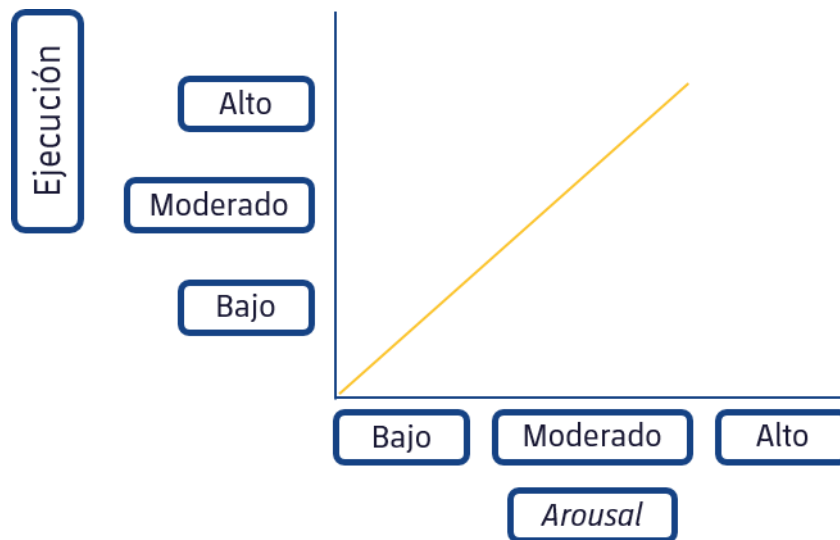 Ejecución
Alto
Moderado
Bajo
Bajo
Moderado
Alto
Arousal